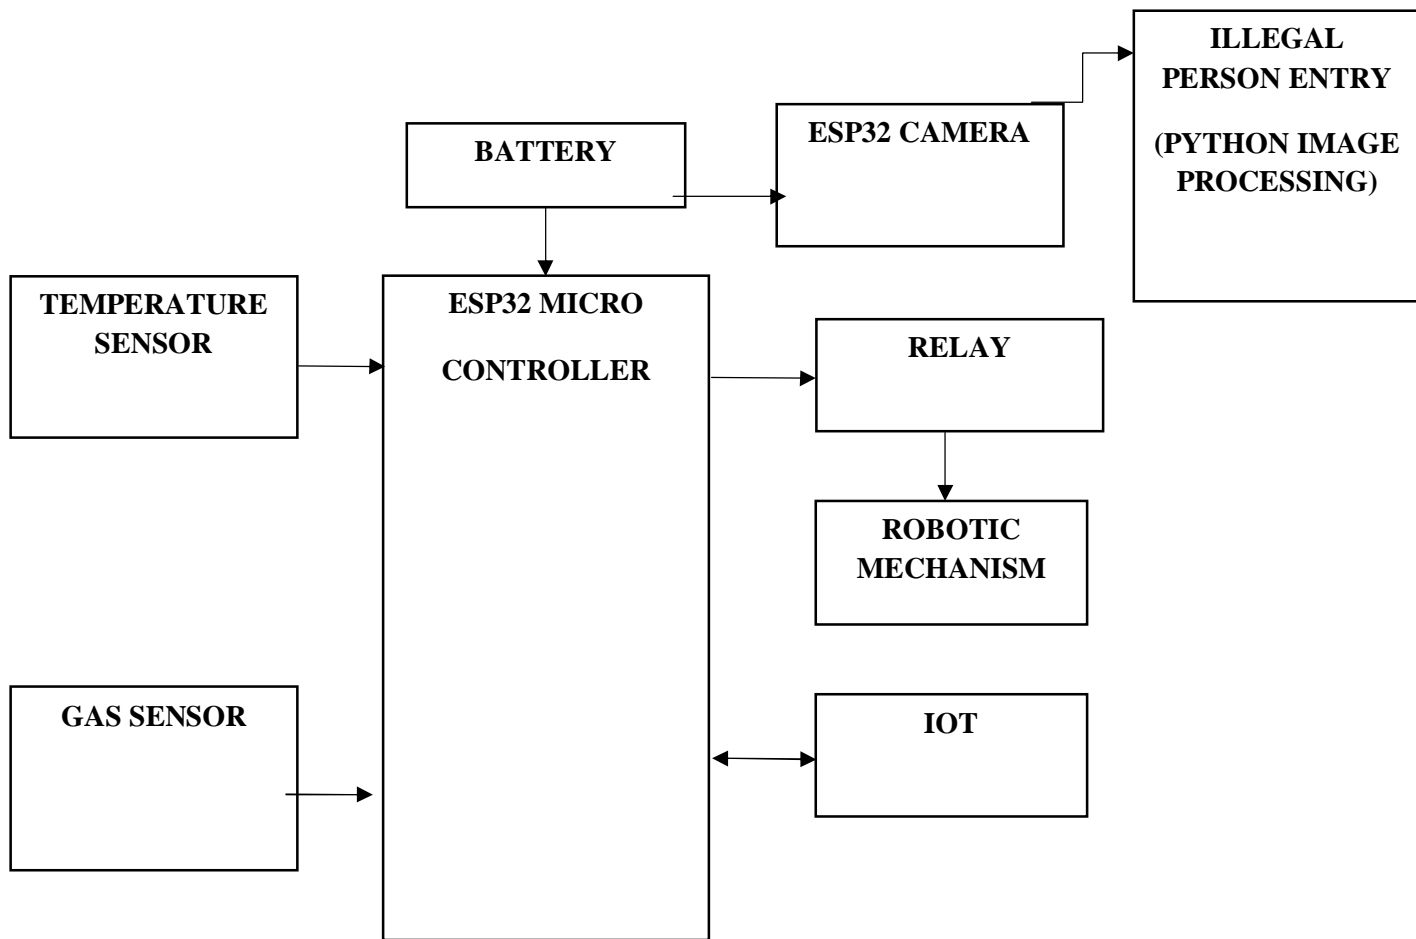 ILLEGAL
PERSON ENTRY
(PYTHON IMAGE
PROCESSING)
BATTERY
ESP32 CAMERA
TEMPERATURE
SENSOR
ESP32 MICRO
CONTROLLER
RELAY
ROBOTIC
MECHANISM
GAS SENSOR
IOT